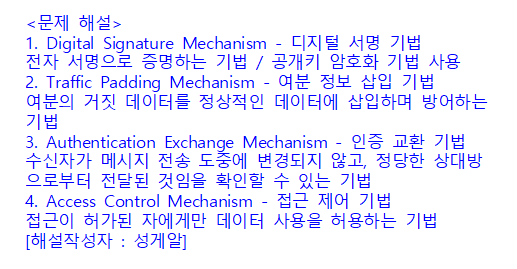 <문제 해설>
1. Digital Signature Mechanism - 디지털 서명 기법
전자 서명으로 증명하는 기법 / 공개키 암호화 기법 사용
2. Traffic Padding Mechanism - 여분 정보 삽입 기법
여분의 거짓 데이터를 정상적인 데이터에 삽입하며 방어하는
기법
3. Authentication Exchange Mechanism - 인증 교환 기법
수신자가 메시지 전송 도중에 변경되지 않고, 정당한 상대방
으로부터 전달된 것임을 확인할 수 있는 기법
4. Access Control Mechanism - 접근 제어 기법
접근이 허가된 자에게만 데이터 사용을 허용하는 기법
[해설작성자 : 성게알]